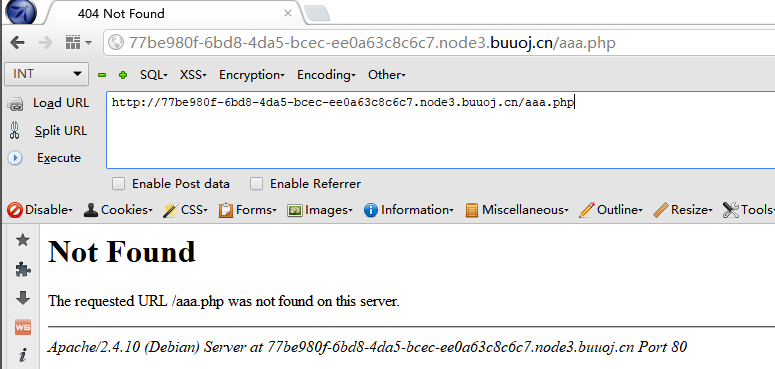 404 Not Found ×
77be980f-6bd8-4da5-bcec-ee0a63c8c6c7.node3.buuoj.cn/aaa.php
INT SQL XSS Encryption Encoding Other
Load URL http://77be980f-6bd8-4da5-bcec-ee0a63c8c6c7.node3.buuoj.cn/aaa.php
Split URL
Execute
Enable Post data Enable Referrer
Disable Cookies CSS Forms Images Information Miscellaneous Outline Resize Tools
Not Found
The requested URL /aaa.php was not found on this server.
WS
Apache/2.4.10 (Debian) Server at 77be980f-6bd8-4da5-bcec-ee0a63c8c6c7.node3.buuoj.cn Port 80